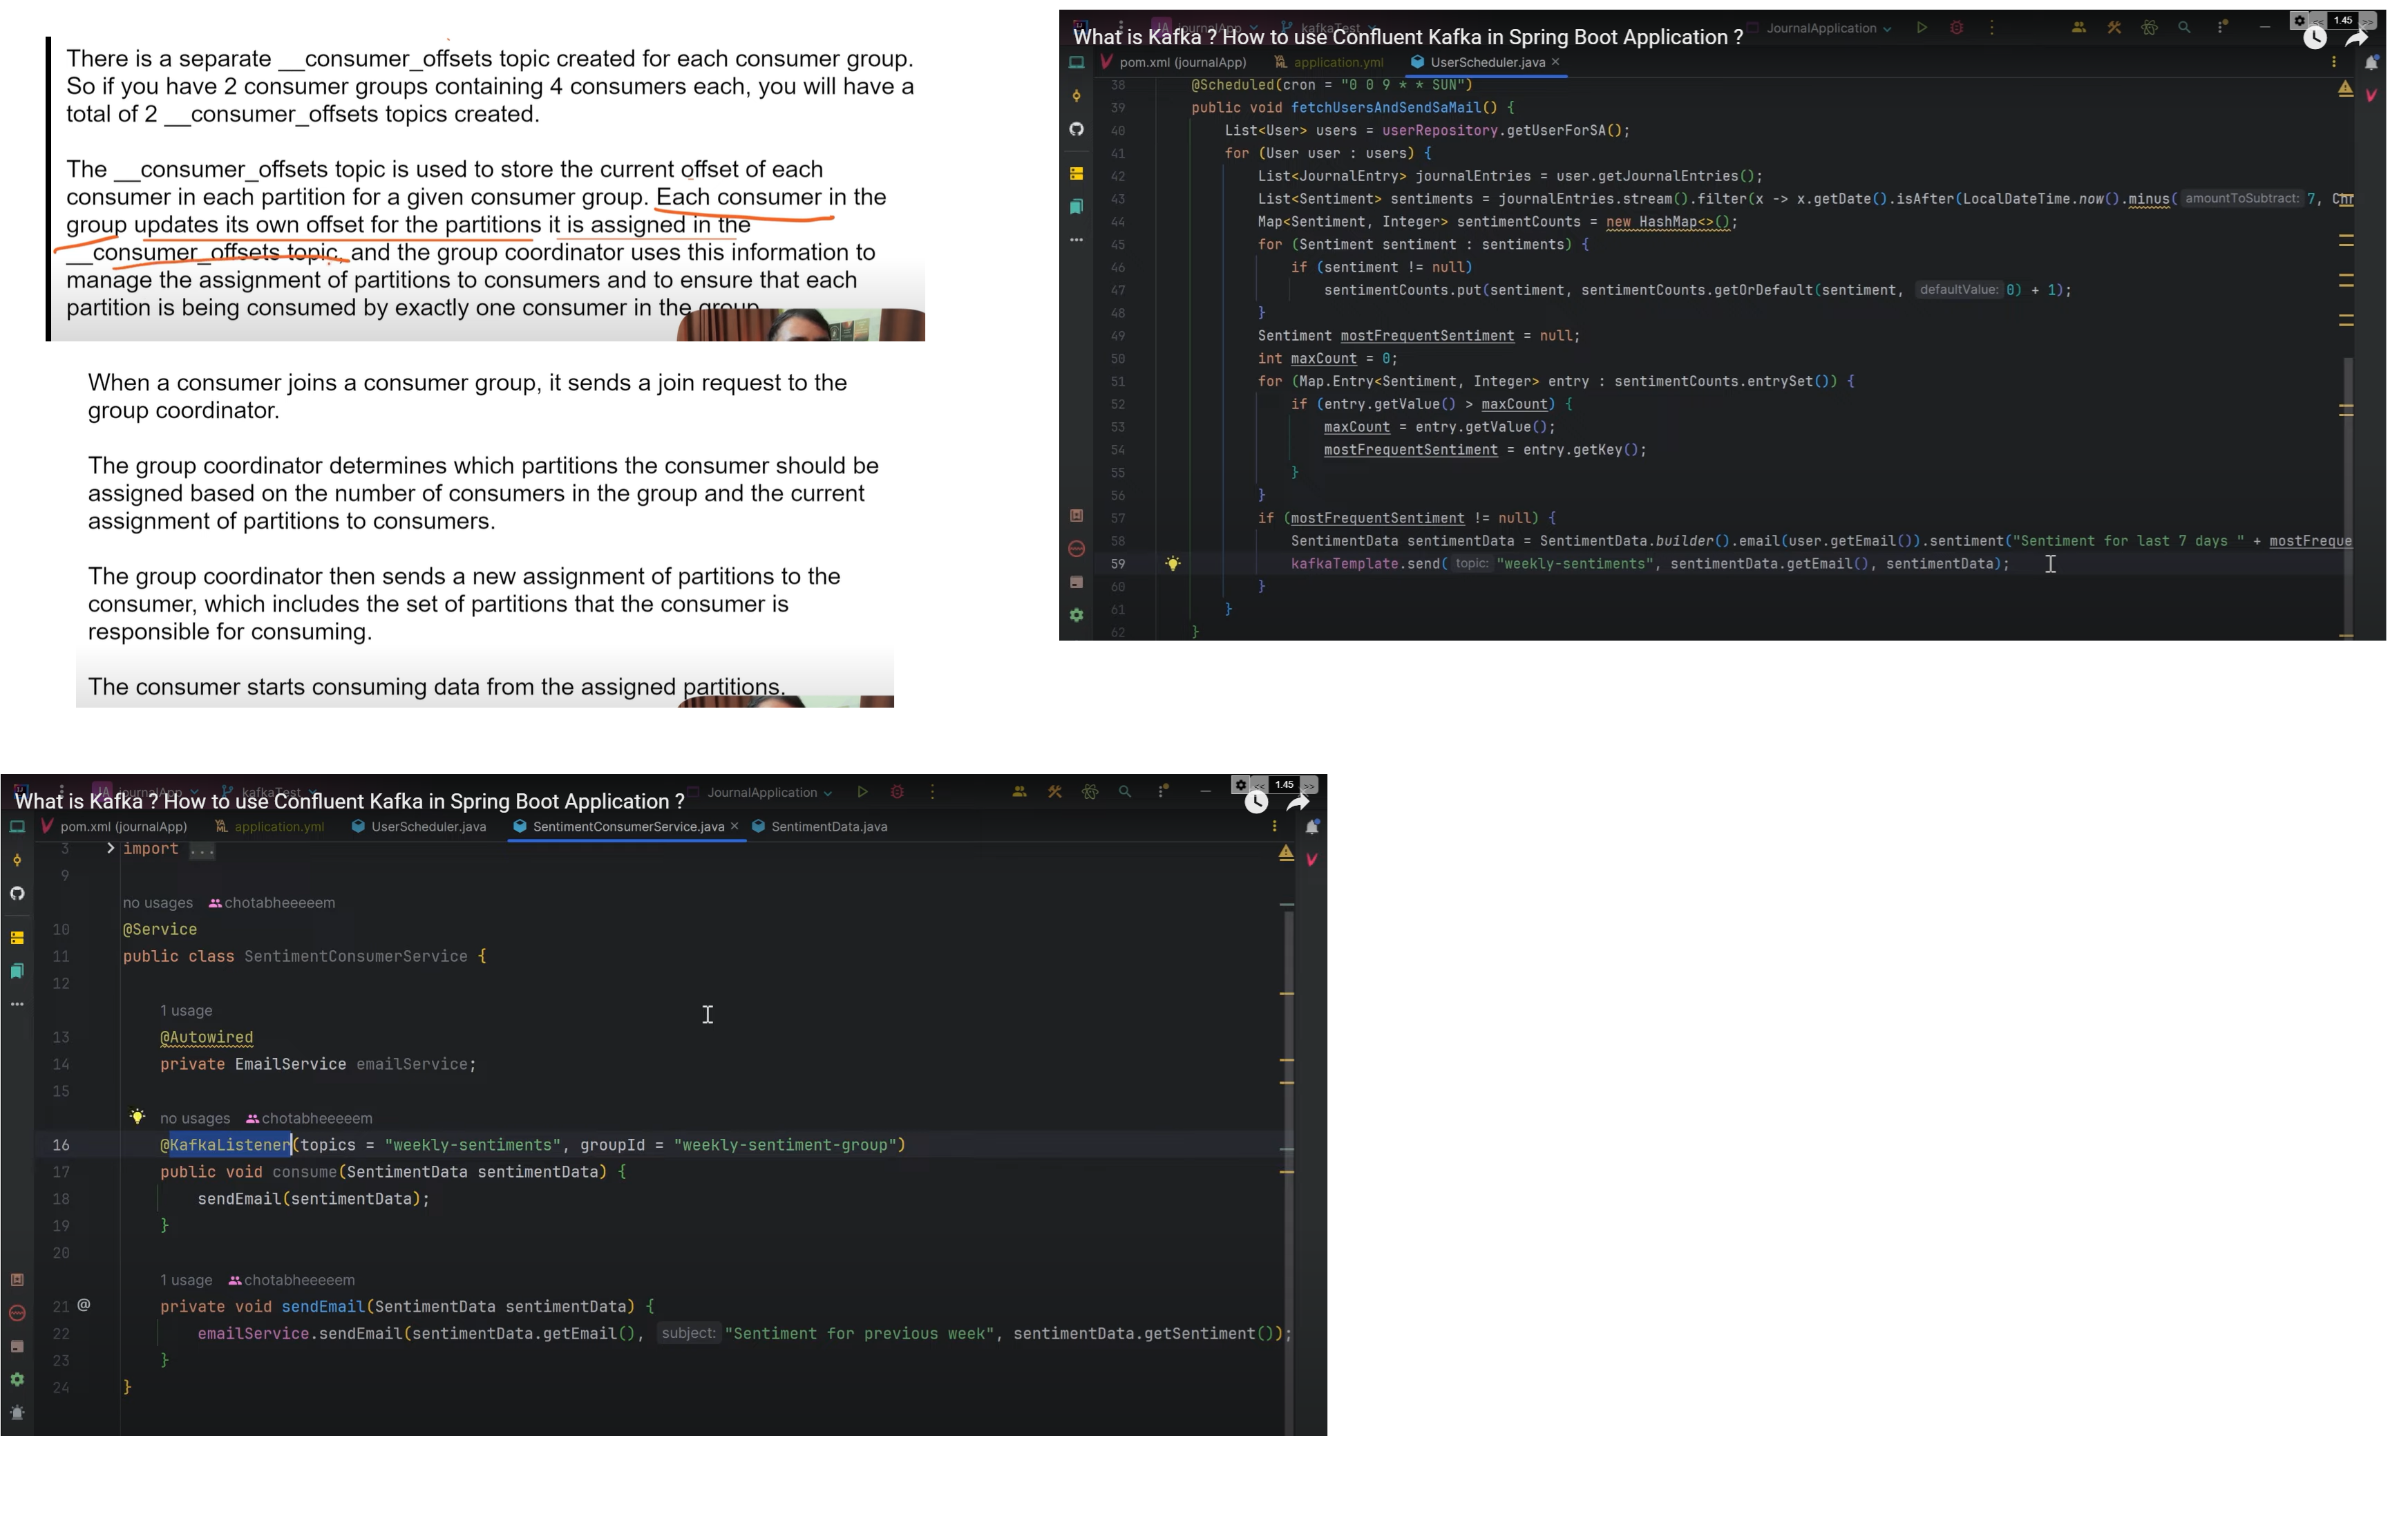 There is a separate __consumer_offsets topic created for each consumer group.
So if you have 2 consumer groups containing 4 consumers each, you will have a
total of 2 __consumer_offsets topics created.
The __consumer_offsets topic is used to store the current offset of each
consumer in each partition for a given consumer group. Each consumer in the
group updates its own offset for the partitions it is assigned in the
__consumer_offsets topic, and the group coordinator uses this information to
manage the assignment of partitions to consumers and to ensure that each
partition is being consumed by exactly one consumer in the group
When a consumer joins a consumer group, it sends a join request to the
group coordinator.
The group coordinator determines which partitions the consumer should be
assigned based on the number of consumers in the group and the current
assignment of partitions to consumers.
The group coordinator then sends a new assignment of partitions to the
consumer, which includes the set of partitions that the consumer is
responsible for consuming.
The consumer starts consuming data from the assigned partitions.
JA journalApp kafkaTest JournalApplication << 1.45 >>
What is Kafka ? How to use Confluent Kafka in Spring Boot Application ?
pom.xml (journalApp) application.yml UserScheduler.java
38 @Scheduled(cron = "0 0 9 * * SUN")
39 public void fetchUsersAndSendSaMail() {
40 List<User> users = userRepository.getUserForSA();
41 for (User user : users) {
42 List<JournalEntry> journalEntries = user.getJournalEntries();
43 List<Sentiment> sentiments = journalEntries.stream().filter(x -> x.getDate().isAfter(LocalDateTime.now().minus( amountToSubtract: 7, Chr
44 Map<Sentiment, Integer> sentimentCounts = new HashMap<>();
45 for (Sentiment sentiment : sentiments) {
46 if (sentiment != null)
47 sentimentCounts.put(sentiment, sentimentCounts.getOrDefault(sentiment, defaultValue: 0) + 1);
48 }
49 Sentiment mostFrequentSentiment = null;
50 int maxCount = 0;
51 for (Map.Entry<Sentiment, Integer> entry : sentimentCounts.entrySet()) {
52 if (entry.getValue() > maxCount) {
53 maxCount = entry.getValue();
54 mostFrequentSentiment = entry.getKey();
55 }
56 }
57 if (mostFrequentSentiment != null) {
58 SentimentData sentimentData = SentimentData.builder().email(user.getEmail()).sentiment("Sentiment for last 7 days " + mostFreque
59 kafkaTemplate.send( topic: "weekly-sentiments", sentimentData.getEmail(), sentimentData);
60 }
61 }
62 }
JA journalApp kafkaTest JournalApplication << 1.45 >>
What is Kafka ? How to use Confluent Kafka in Spring Boot Application ?
pom.xml (journalApp) application.yml UserScheduler.java SentimentConsumerService.java SentimentData.java
3 import ...
9
no usages chotabheeeeem
10 @Service
11 public class SentimentConsumerService {
12
1 usage
13 @Autowired
14 private EmailService emailService;
15
no usages chotabheeeeem
16 @KafkaListener(topics = "weekly-sentiments", groupId = "weekly-sentiment-group")
17 public void consume(SentimentData sentimentData) {
18 sendEmail(sentimentData);
19 }
20
1 usage chotabheeeeem
21 @ private void sendEmail(SentimentData sentimentData) {
22 emailService.sendEmail(sentimentData.getEmail(), subject: "Sentiment for previous week", sentimentData.getSentiment());
23 }
24 }